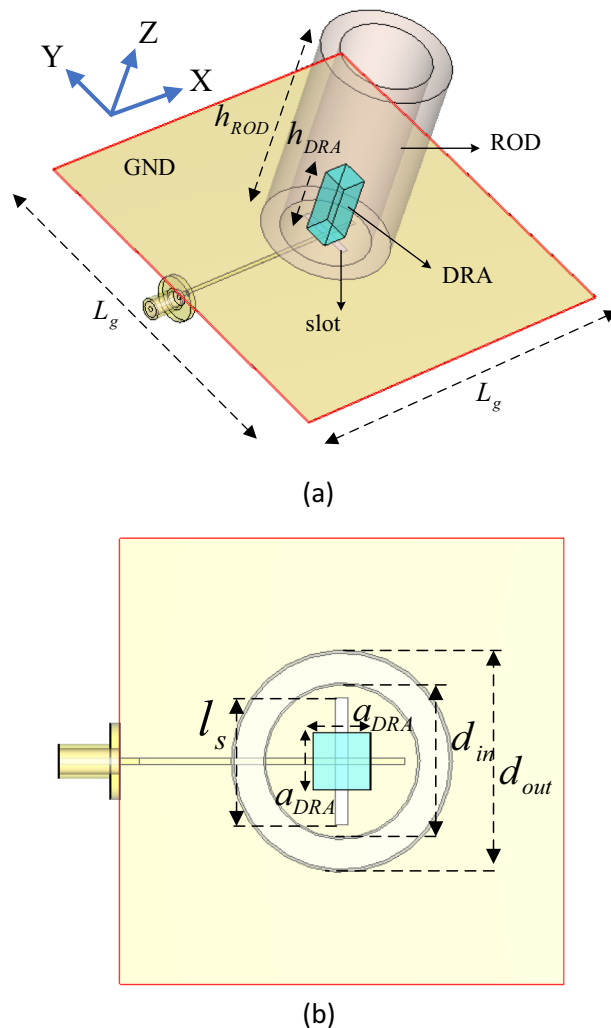 Z
Y
X
h_ROD
h_DRA
ROD
GND
DRA
slot
L_g
L_g
(a)
l_s
a_DRA
d_in
d_out
a_DRA
(b)